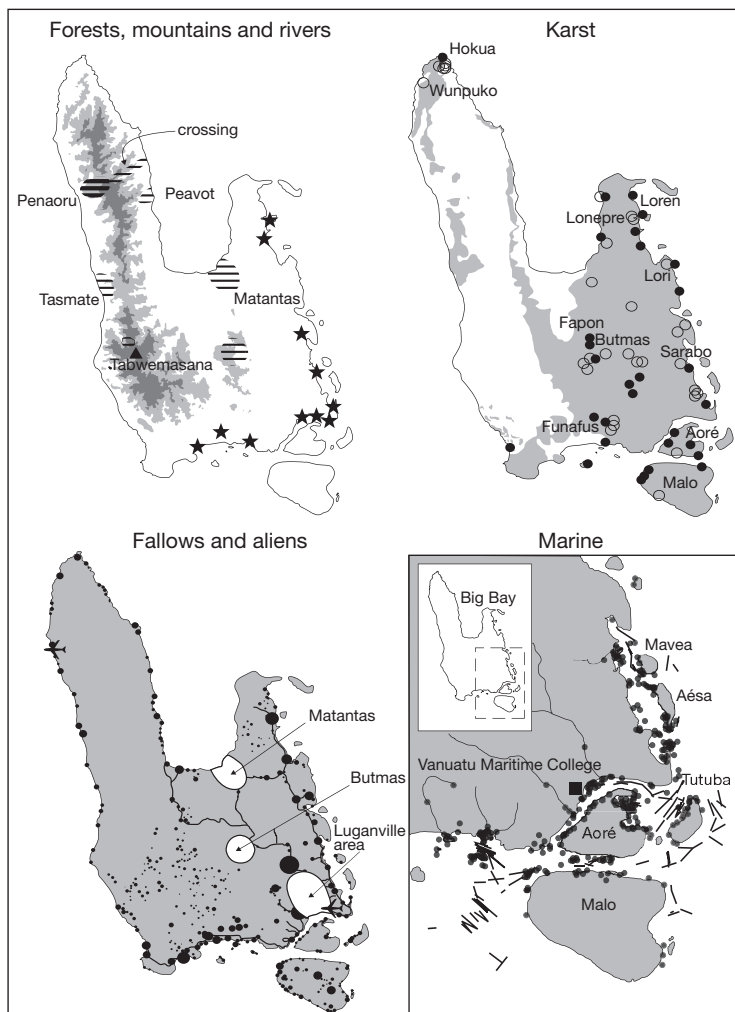 Forests, mountains and rivers
crossing
Penaoru
Peavot
Tasmate
Matantas
Tabwemasana
Karst
Hokua
Wunpuko
Loren
Lonepre
Lori
Fapon
Butmas
Sarabo
Funafus
Aoré
Malo
Fallows and aliens
Matantas
Butmas
Luganville
area
Marine
Big Bay
Mavea
Aésa
Vanuatu Maritime College
Tutuba
Aoré
Malo